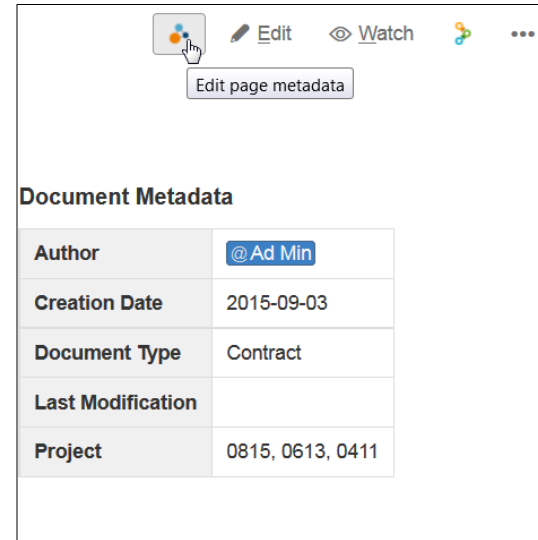 Edit Watch
Edit page metadata
Document Metadata
Author @Ad Min
Creation Date 2015-09-03
Document Type Contract
Last Modification
Project 0815, 0613, 0411